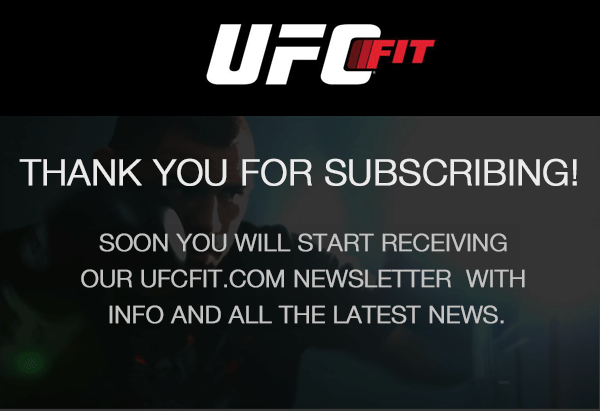 UFC FIT
THANK YOU FOR SUBSCRIBING!
SOON YOU WILL START RECEIVING
OUR UFCFIT.COM NEWSLETTER WITH
INFO AND ALL THE LATEST NEWS.